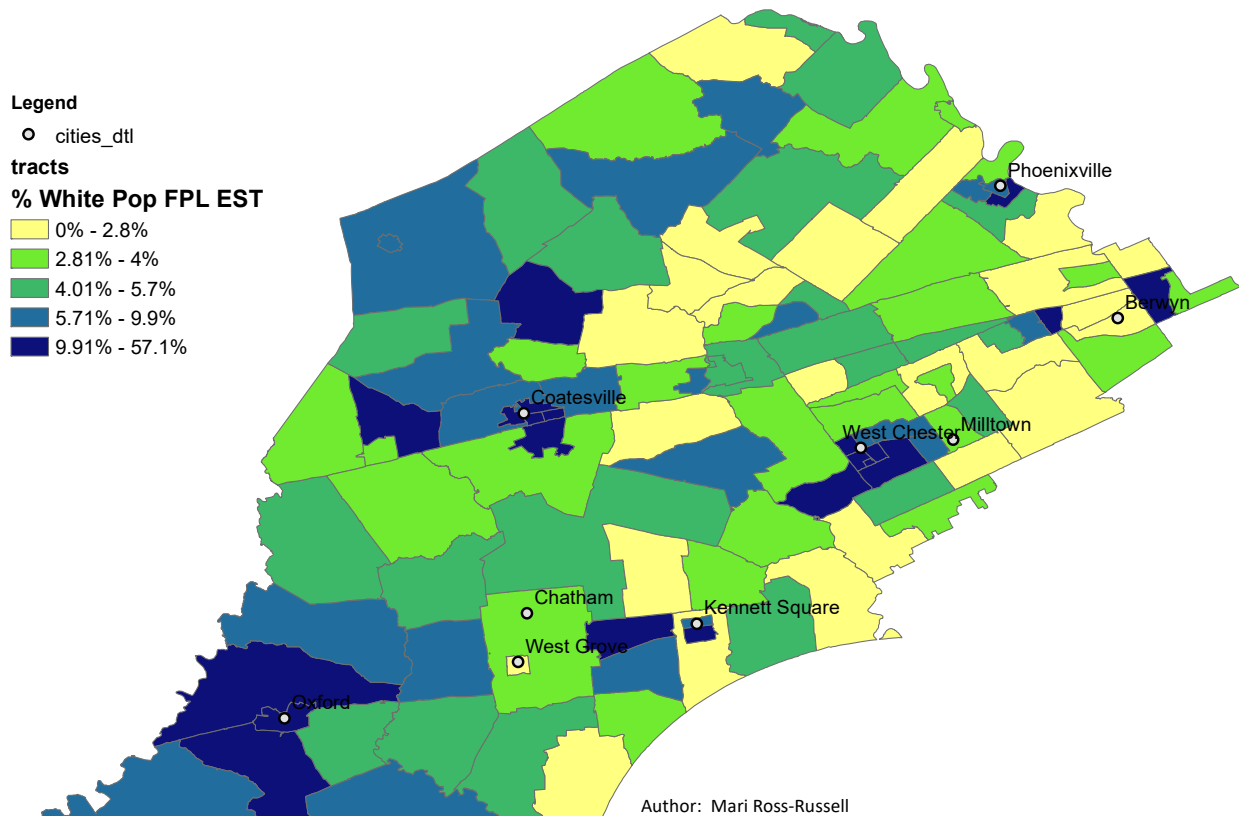 Legend
cities_dtl
tracts
% White Pop FPL EST
0% - 2.8%
2.81% - 4%
4.01% - 5.7%
5.71% - 9.9%
9.91% - 57.1%
Phoenixville
Berwyn
Coatesville
West Chester
Milltown
Chatham
Kennett Square
West Grove
Oxford
Author:  Mari Ross-Russell